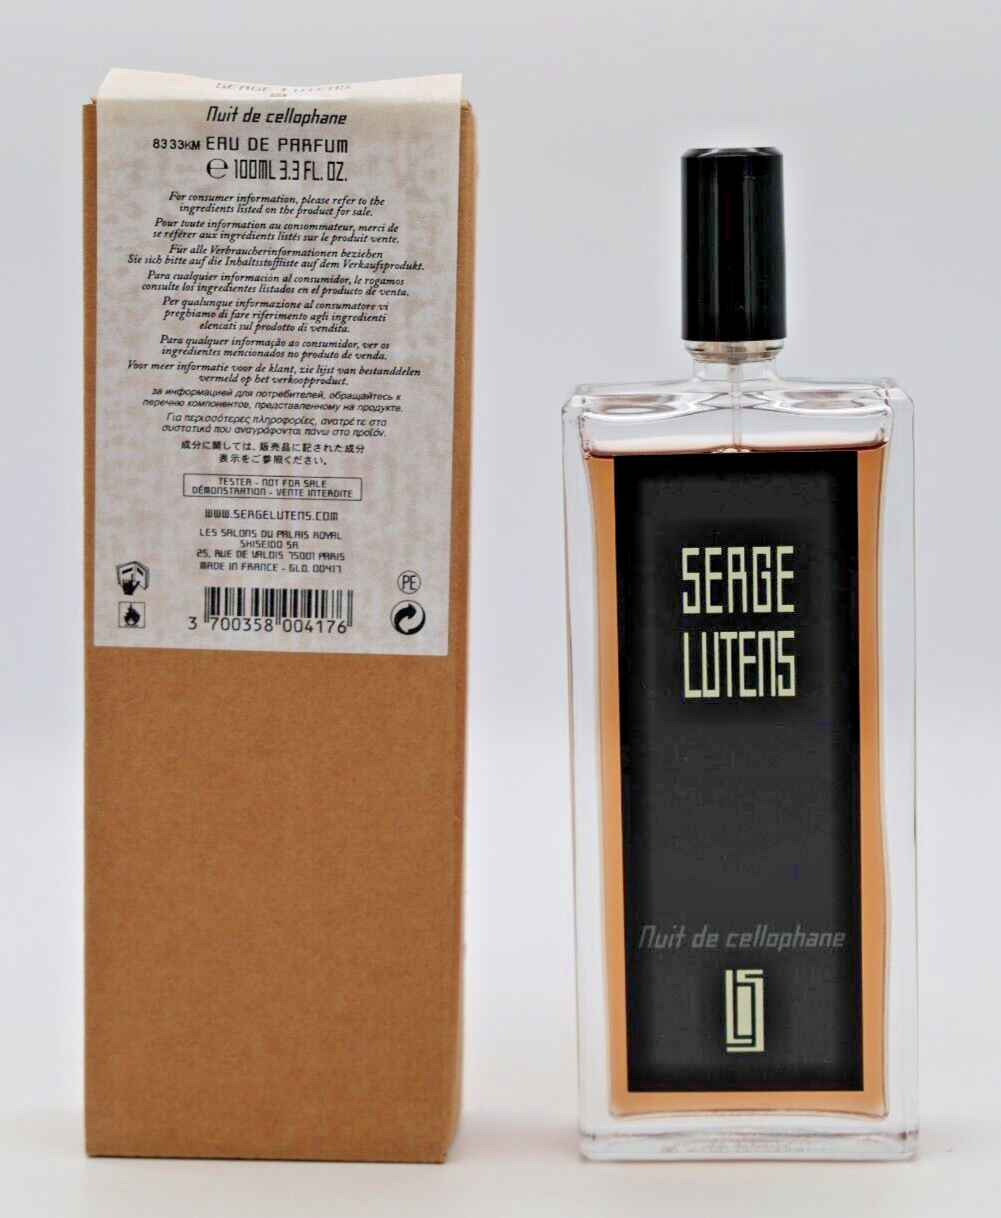 SERGE LUTENS
Nuit de cellophane
8333KM EAU DE PARFUM
℮ 100ML 3.3 FL. OZ.
For consumer information, please refer to the
ingredients listed on the product for sale.
Pour toute information au consommateur, merci de
se référer aux ingrédients listés sur le produit vente.
Für alle Verbraucherinformationen beziehen
Sie sich bitte auf die Inhaltsstoffliste auf dem Verkaufsprodukt.
Para cualquier información al consumidor, le rogamos
consulte los ingredientes listados en el producto de venta.
Per qualunque informazione al consumatore vi
preghiamo di fare riferimento agli ingredienti
elencati sul prodotto di vendita.
Para qualquer informação ao consumidor, ver os
ingredientes mencionados no produto de venda.
Voor meer informatie voor de klant, zie lijst van bestanddelen
vermeld op het verkoopproduct.
за информацией для потребителей, обращайтесь к
перечню компонентов, представленному на продукте.
Για περισσότερες πληροφορίες, ανατρέτε στα
συστατικά που αναγράφονται πάνω στο προϊόν.
成分に関しては、販売品に記された成分
表示をご参照ください。
TESTER - NOT FOR SALE
DÉMONSTRATION - VENTE INTERDITE
WWW.SERGELUTENS.COM
LES SALONS DU PALAIS ROYAL
SHISEIDO SA
25, RUE DE VALOIS 75001 PARIS
MADE IN FRANCE - GLO. 00417
PE
3 700358 004176
SERGE
LUTENS
Nuit de cellophane